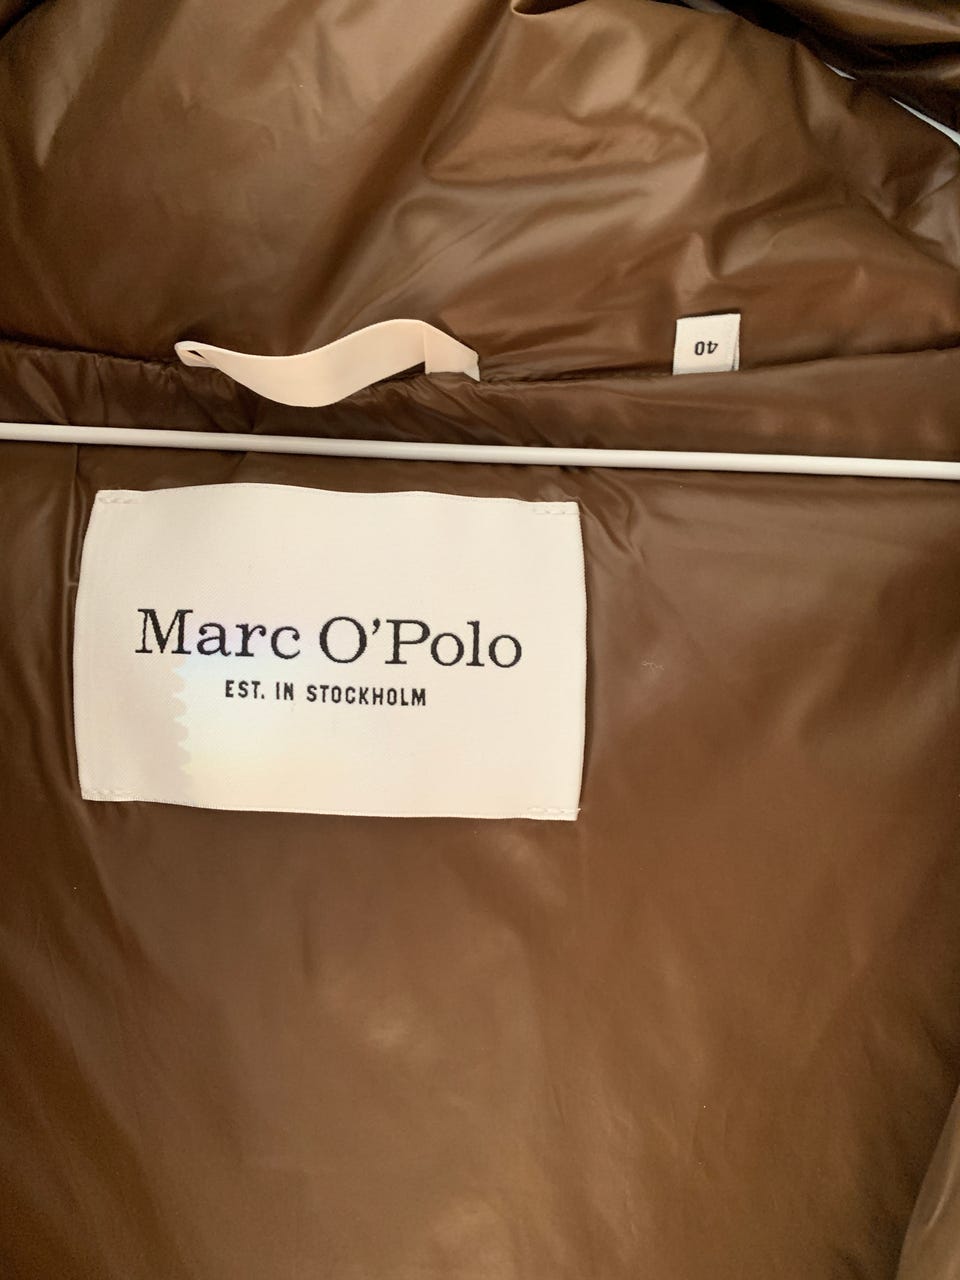 40
Marc O'Polo
EST. IN STOCKHOLM